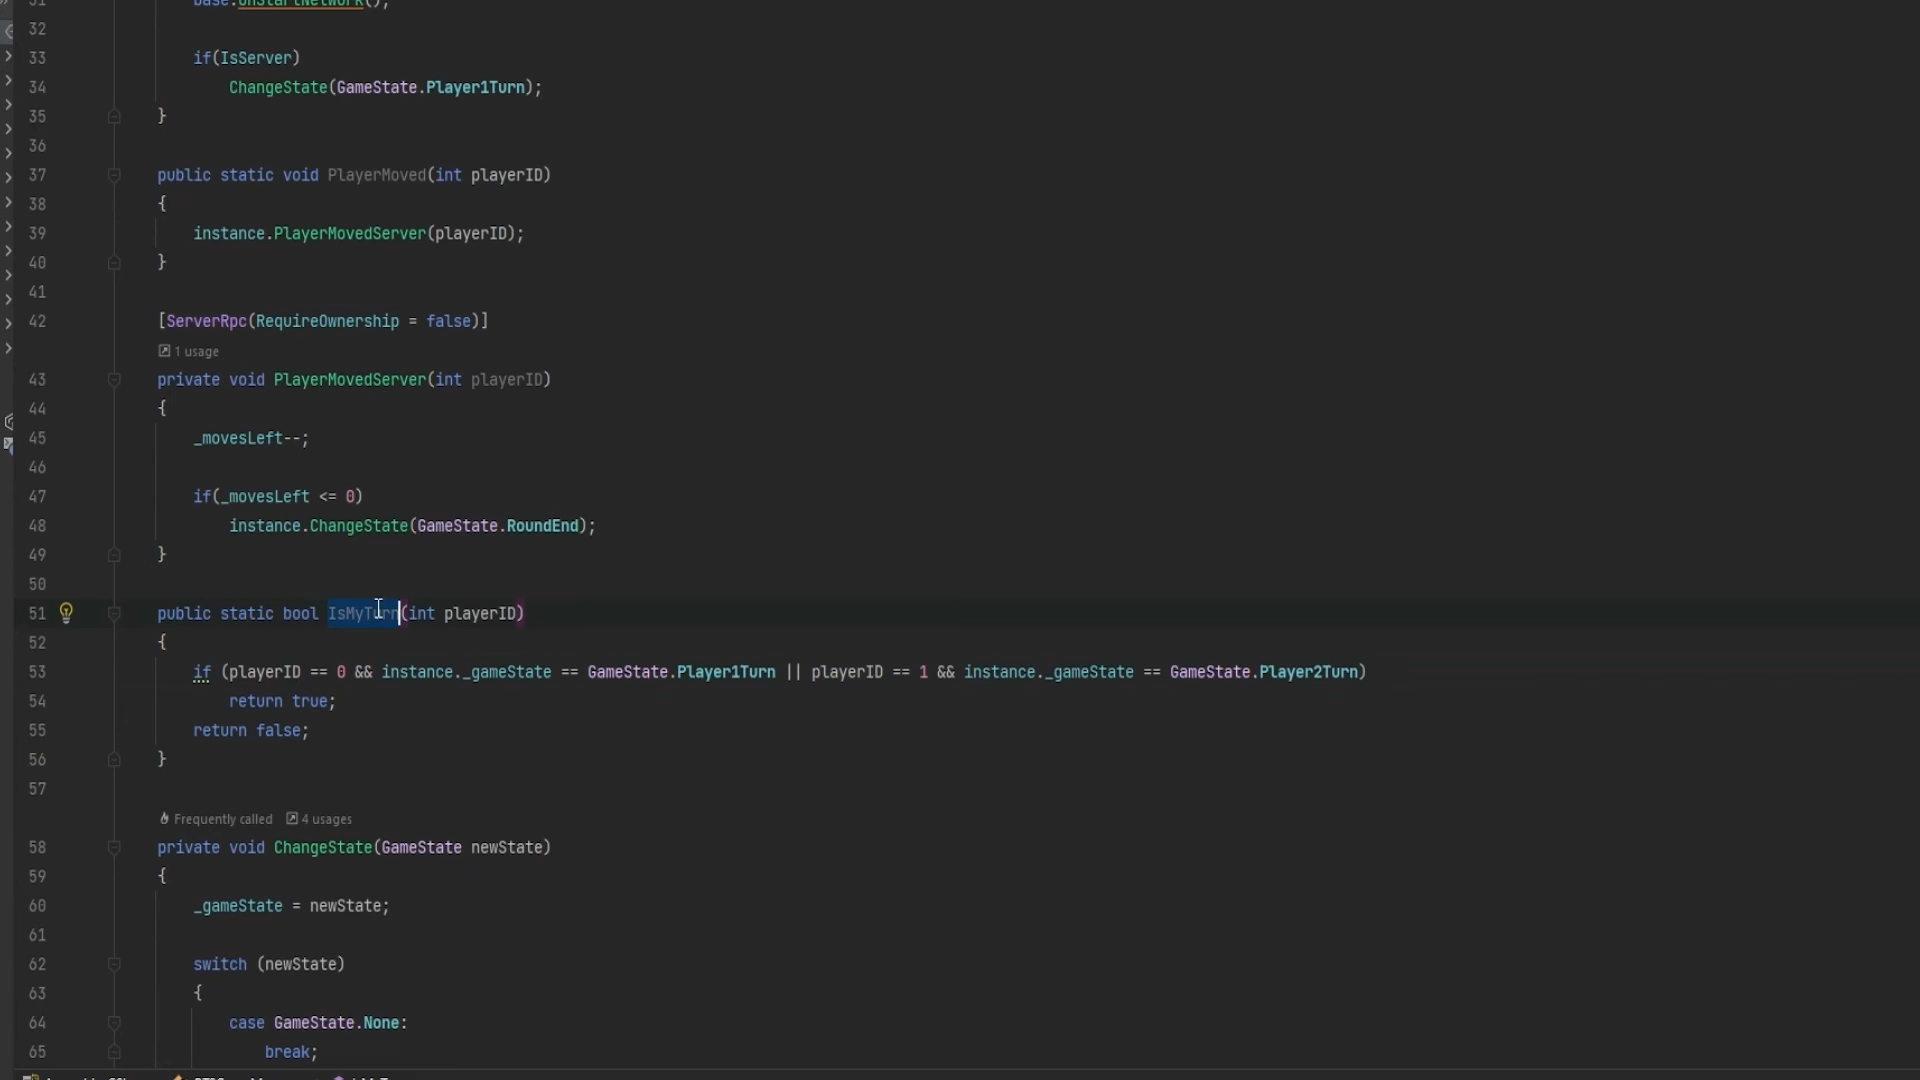 31 base.OnStartNetwork();
32
33 if(IsServer)
34 ChangeState(GameState.Player1Turn);
35 }
36
37 public static void PlayerMoved(int playerID)
38 {
39 instance.PlayerMovedServer(playerID);
40 }
41
42 [ServerRpc(RequireOwnership = false)]
1 usage
43 private void PlayerMovedServer(int playerID)
44 {
45 _movesLeft--;
46
47 if(_movesLeft <= 0)
48 instance.ChangeState(GameState.RoundEnd);
49 }
50
51 public static bool IsMyTurn(int playerID)
52 {
53 if (playerID == 0 && instance._gameState == GameState.Player1Turn || playerID == 1 && instance._gameState == GameState.Player2Turn)
54 return true;
55 return false;
56 }
57
Frequently called 4 usages
58 private void ChangeState(GameState newState)
59 {
60 _gameState = newState;
61
62 switch (newState)
63 {
64 case GameState.None:
65 break;